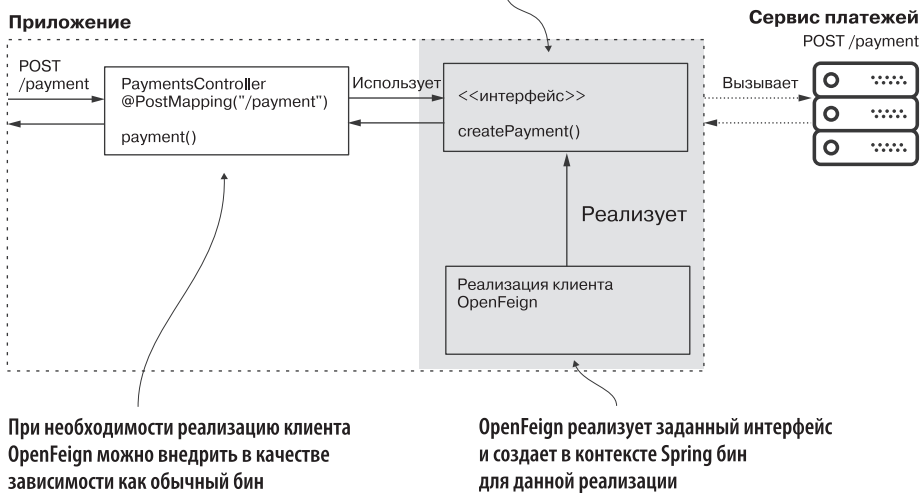 Приложение
Сервис платежей
POST /payment
POST
/payment
PaymentsController
@PostMapping("/payment")
payment()
Использует
<<интерфейс>>
createPayment()
Вызывает
Реализует
Реализация клиента
OpenFeign
При необходимости реализацию клиента
OpenFeign можно внедрить в качестве
зависимости как обычный бин
OpenFeign реализует заданный интерфейс
и создает в контексте Spring бин
для данной реализации